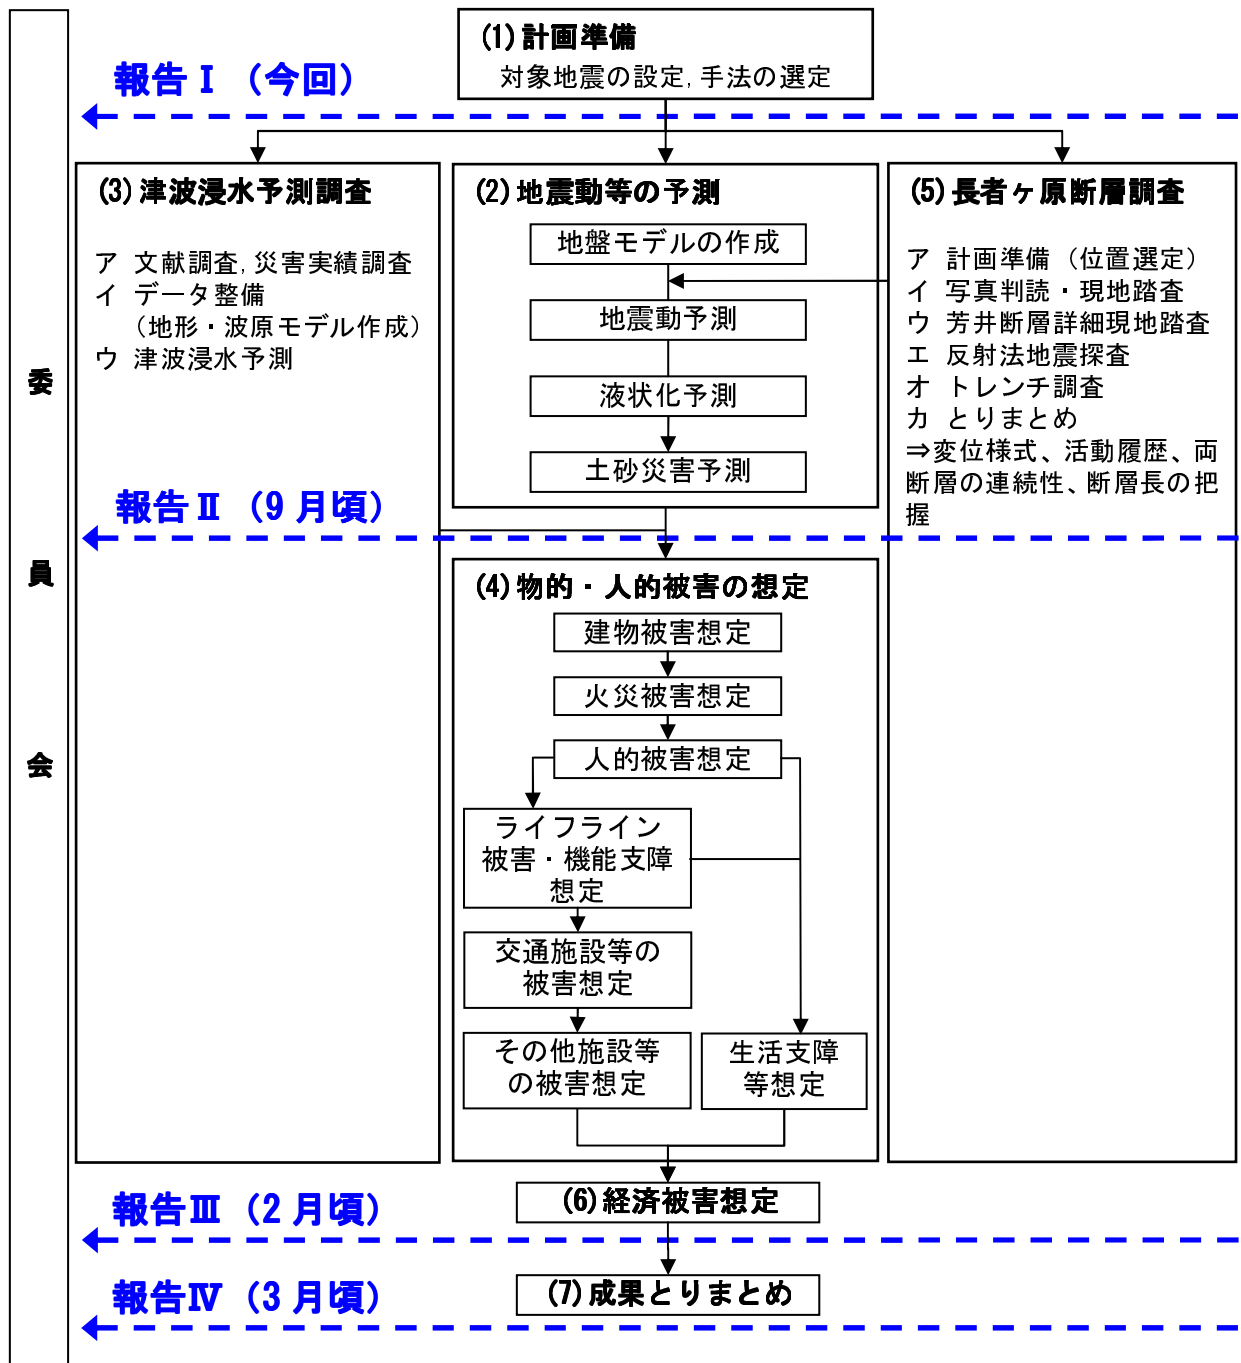 (1)計画準備
対象地震の設定,手法の選定
報告Ⅰ（今回）
委
員
会
(3)津波浸水予測調査
ア 文献調査,災害実績調査
イ データ整備
（地形・波原モデル作成）
ウ 津波浸水予測
(2)地震動等の予測
地盤モデルの作成
地震動予測
液状化予測
土砂災害予測
(5)長者ヶ原断層調査
ア 計画準備（位置選定）
イ 写真判読・現地踏査
ウ 芳井断層詳細現地踏査
エ 反射法地震探査
オ トレンチ調査
カ とりまとめ
⇒変位様式、活動履歴、両
断層の連続性、断層長の把
握
報告Ⅱ（9月頃）
(4)物的・人的被害の想定
建物被害想定
火災被害想定
人的被害想定
ライフライン
被害・機能支障
想定
交通施設等の
被害想定
その他施設等
の被害想定
生活支障
等想定
(6)経済被害想定
報告Ⅲ（2月頃）
(7)成果とりまとめ
報告Ⅳ（3月頃）